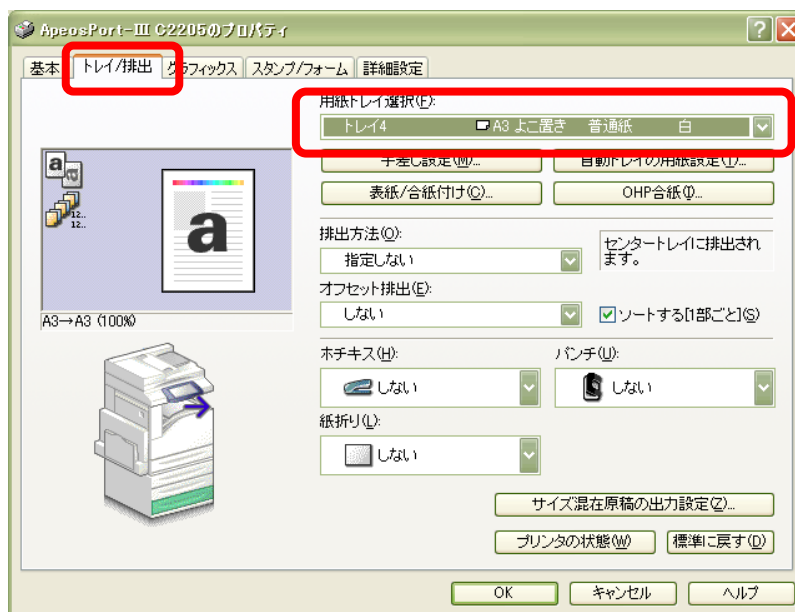 ApeosPort-III C2205のプロパティ
基本 トレイ/排出 グラフィックス スタンプ/フォーム 詳細設定
用紙トレイ選択(F):
トレイ4 A3 よこ置き 普通紙 白
手差し設定(M)... 自動トレイの用紙設定(T)...
表紙/合紙付け(C)... OHP合紙(I)...
a
12..
12..
a
A3→A3 (100%)
排出方法(O):
指定しない
センタートレイに排出され
ます。
オフセット排出(E):
しない
ソートする[1部ごと](S)
ホチキス(H): パンチ(U):
しない しない
紙折り(L):
しない
サイズ混在原稿の出力設定(Z)...
プリンタの状態(W) 標準に戻す(D)
OK キャンセル ヘルプ